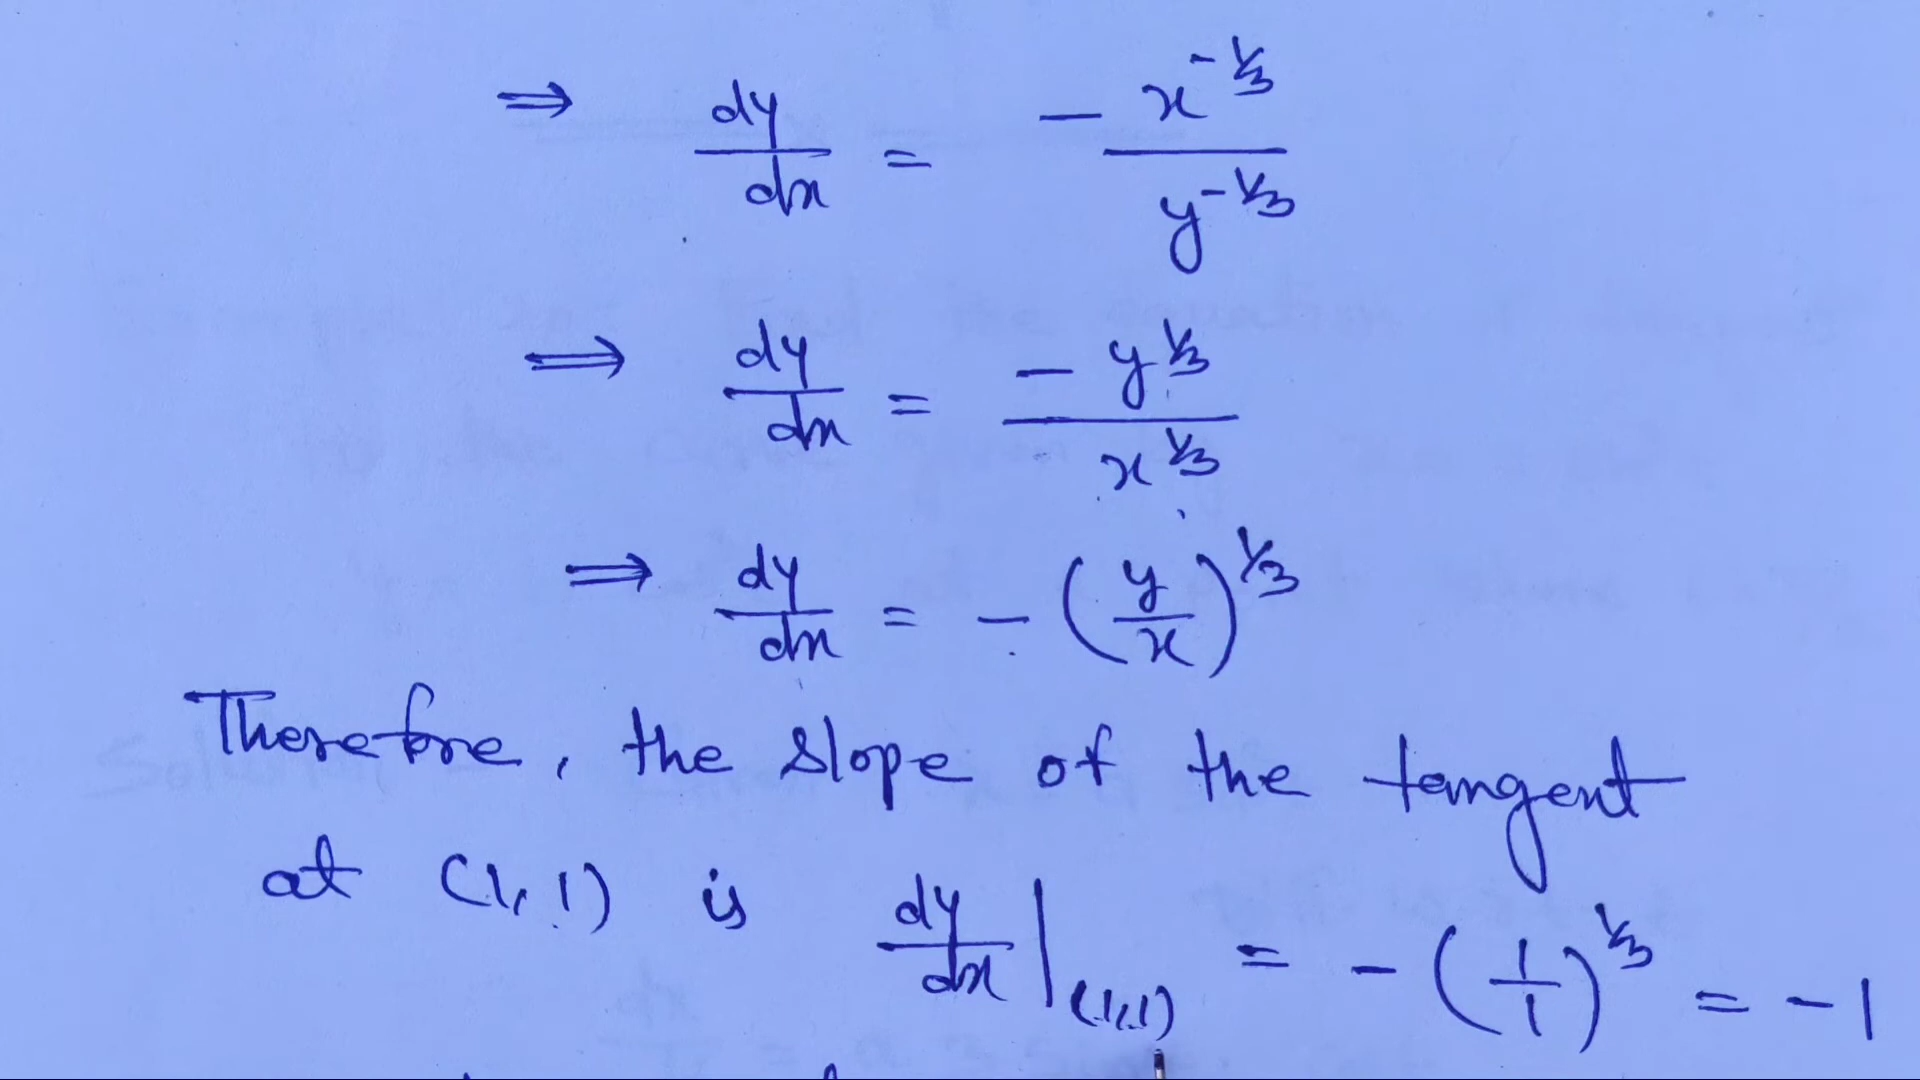 ⇒ dy/dx = - x^{-1/3} / y^{-1/3}
⇒ dy/dx = - y^{1/3} / x^{1/3}
⇒ dy/dx = - (y/x)^{1/3}
Therefore, the slope of the tangent
at (1,1) is dy/dx |_{(1,1)} = - (1/1)^{1/3} = -1